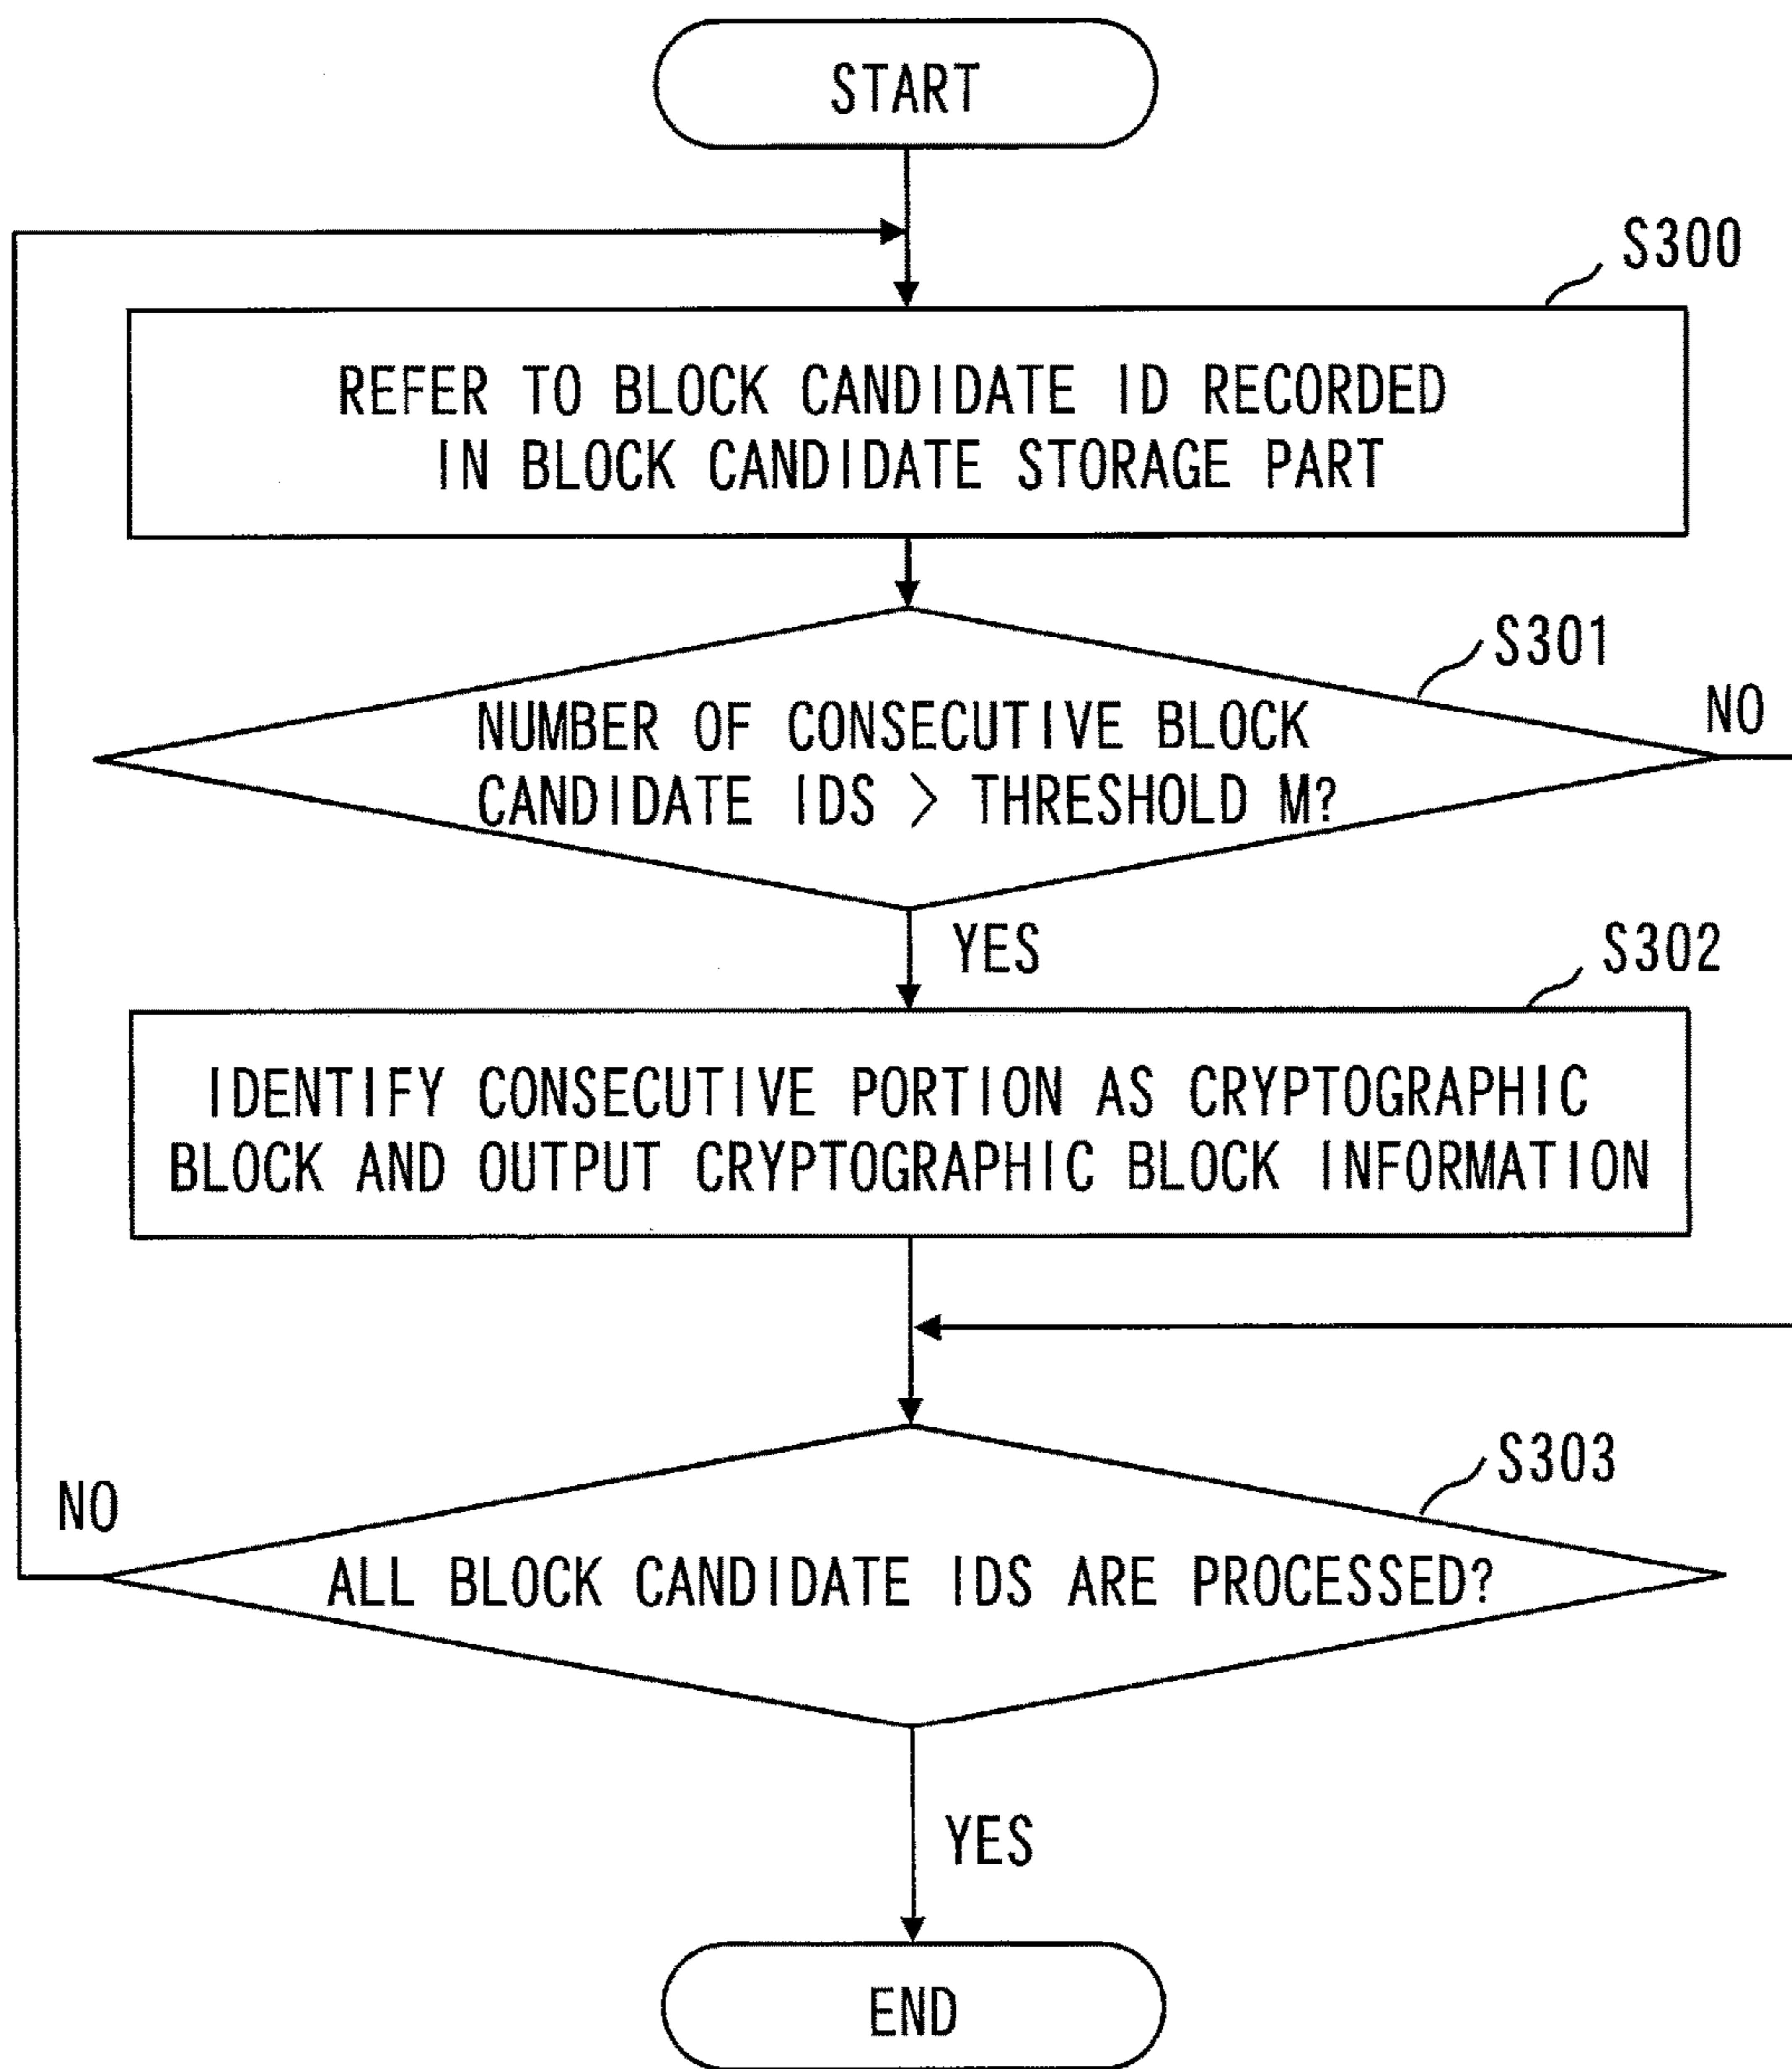 START
S300
REFER TO BLOCK CANDIDATE ID RECORDED
IN BLOCK CANDIDATE STORAGE PART
S301
NO
NUMBER OF CONSECUTIVE BLOCK
CANDIDATE IDS > THRESHOLD M?
YES
S302
IDENTIFY CONSECUTIVE PORTION AS CRYPTOGRAPHIC
BLOCK AND OUTPUT CRYPTOGRAPHIC BLOCK INFORMATION
S303
NO
ALL BLOCK CANDIDATE IDS ARE PROCESSED?
YES
END